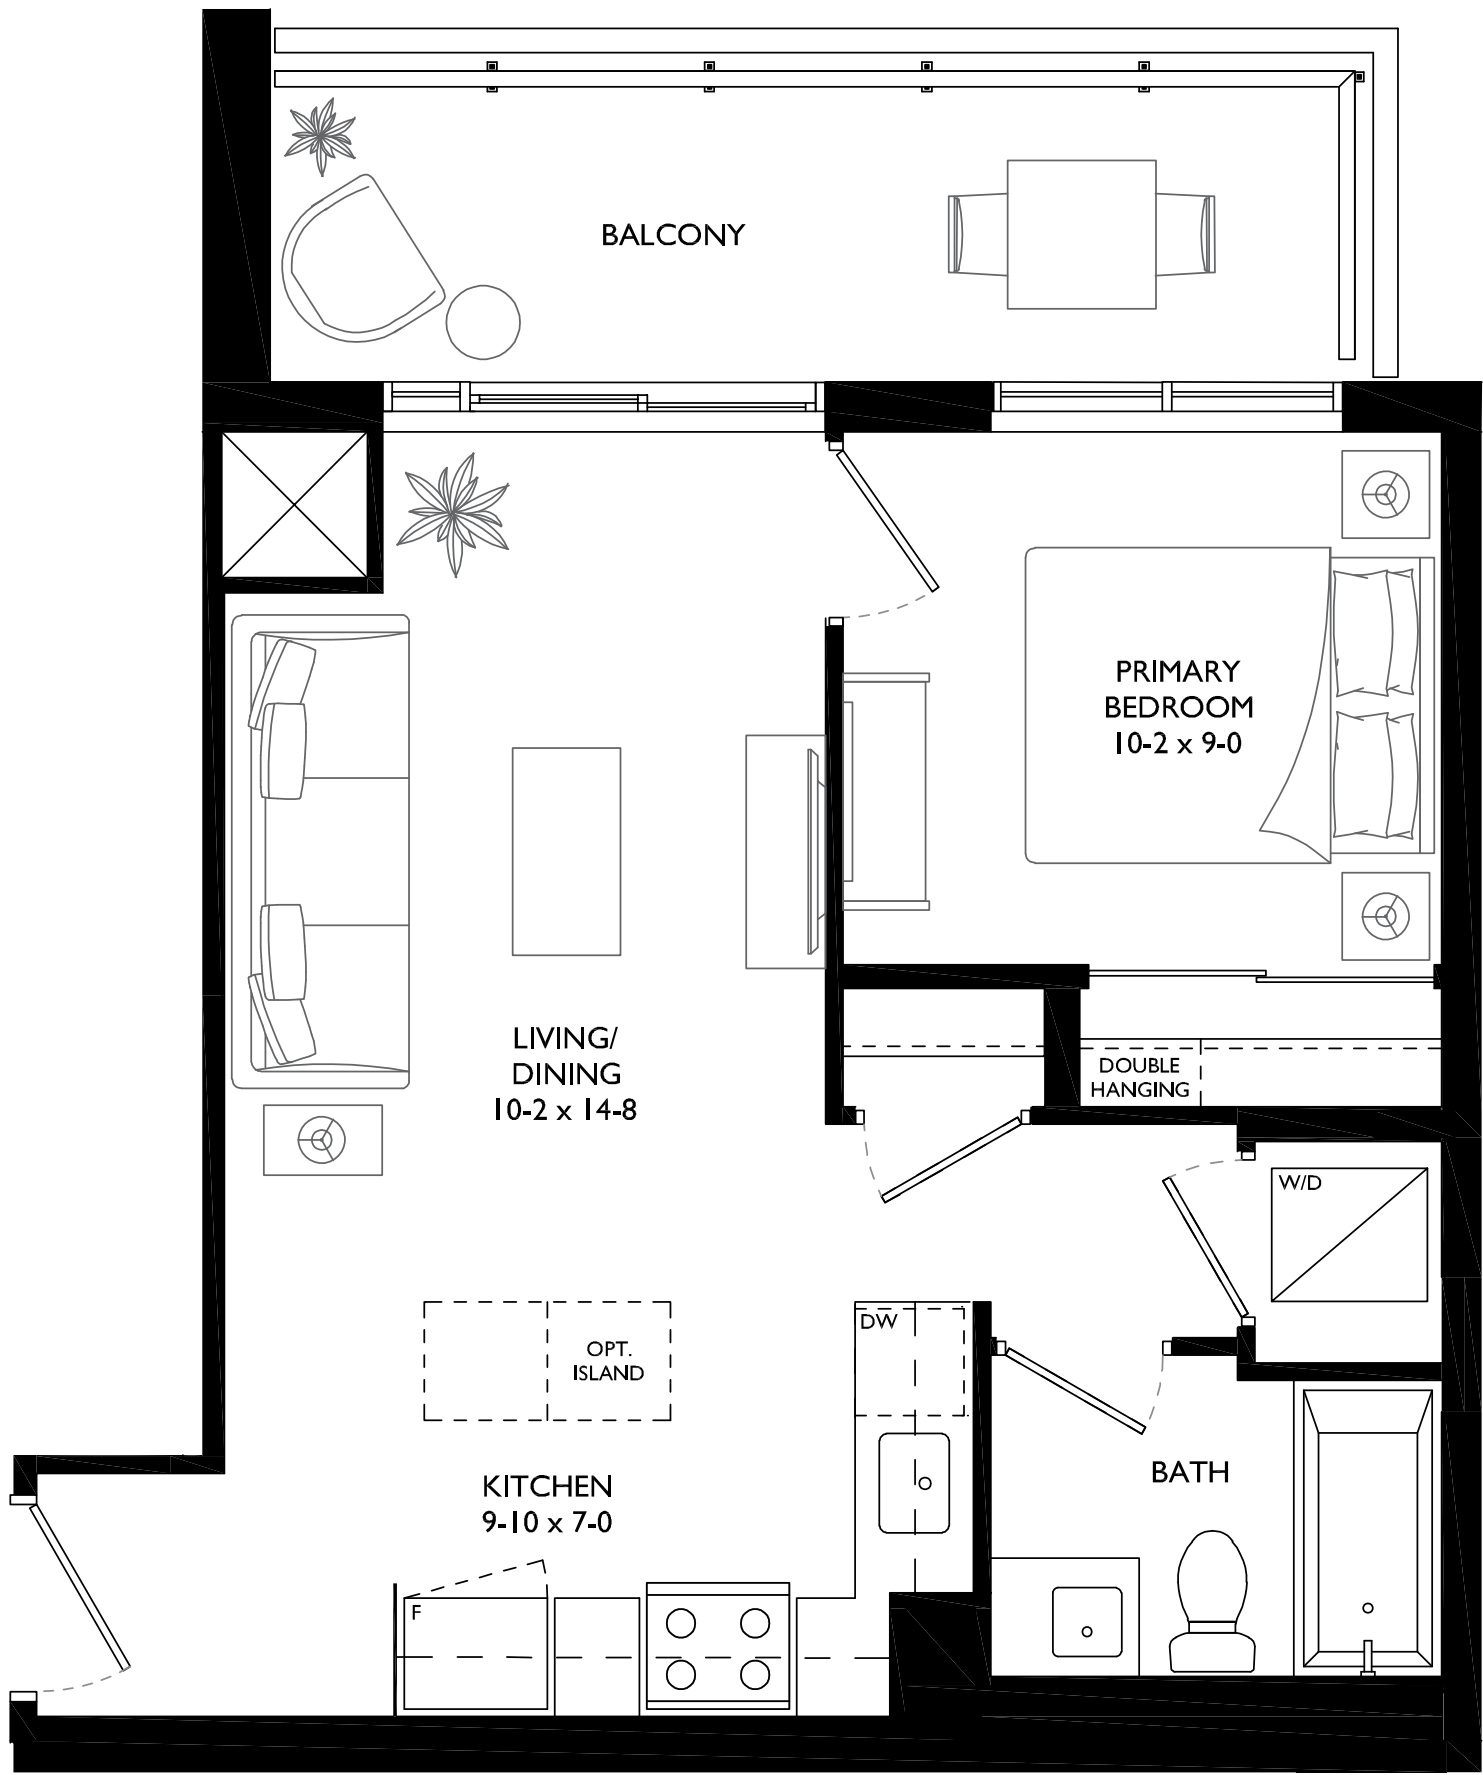 BALCONY
PRIMARY
BEDROOM
10-2 x 9-0
LIVING/
DINING
10-2 x 14-8
DOUBLE
HANGING
W/D
DW
OPT.
ISLAND
KITCHEN
9-10 x 7-0
BATH
F